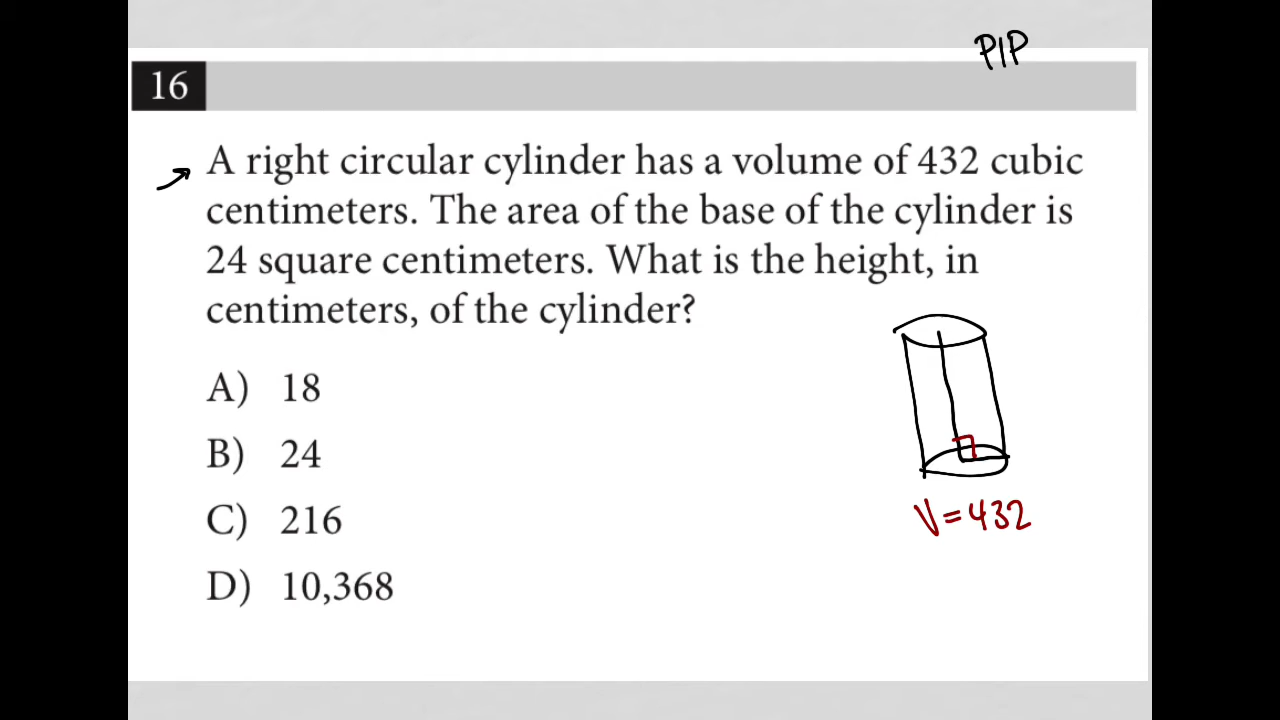 PIP
16
A right circular cylinder has a volume of 432 cubic
centimeters. The area of the base of the cylinder is
24 square centimeters. What is the height, in
centimeters, of the cylinder?
A) 18
B) 24
C) 216
D) 10,368
V=432